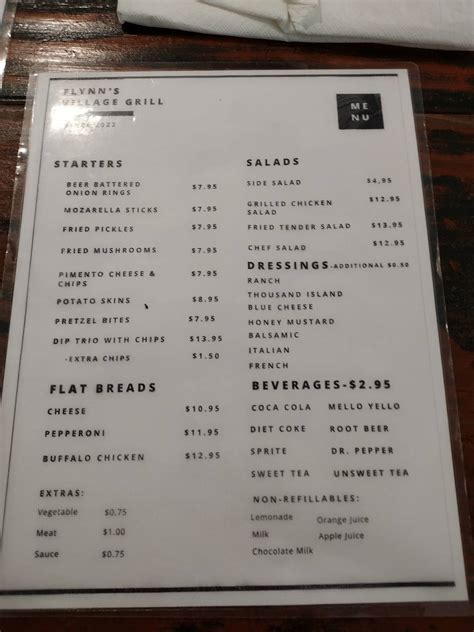 FLYNN'S
VILLAGE GRILL
SINCE 2022
ME
NU
STARTERS
BEER BATTERED
ONION RINGS $7.95
MOZARELLA STICKS $7.95
FRIED PICKLES $7.95
FRIED MUSHROOMS $7.95
PIMENTO CHEESE &
CHIPS $7.95
POTATO SKINS $8.95
PRETZEL BITES $7.95
DIP TRIO WITH CHIPS $13.95
-EXTRA CHIPS $1.50
FLAT BREADS
CHEESE $10.95
PEPPERONI $11.95
BUFFALO CHICKEN $12.95
EXTRAS:
Vegetable $0.75
Meat $1.00
Sauce $0.75
SALADS
SIDE SALAD $4,95
GRILLED CHICKEN $12.95
SALAD
FRIED TENDER SALAD $13.95
CHEF SALAD $12.95
DRESSINGS-ADDITIONAL $0.50
RANCH
THOUSAND ISLAND
BLUE CHEESE
HONEY MUSTARD
BALSAMIC
ITALIAN
FRENCH
BEVERAGES-$2.95
COCA COLA MELLO YELLO
DIET COKE ROOT BEER
SPRITE DR. PEPPER
SWEET TEA UNSWEET TEA
NON-REFILLABLES:
Lemonade Orange Juice
Milk Apple Juice
Chocolate Milk